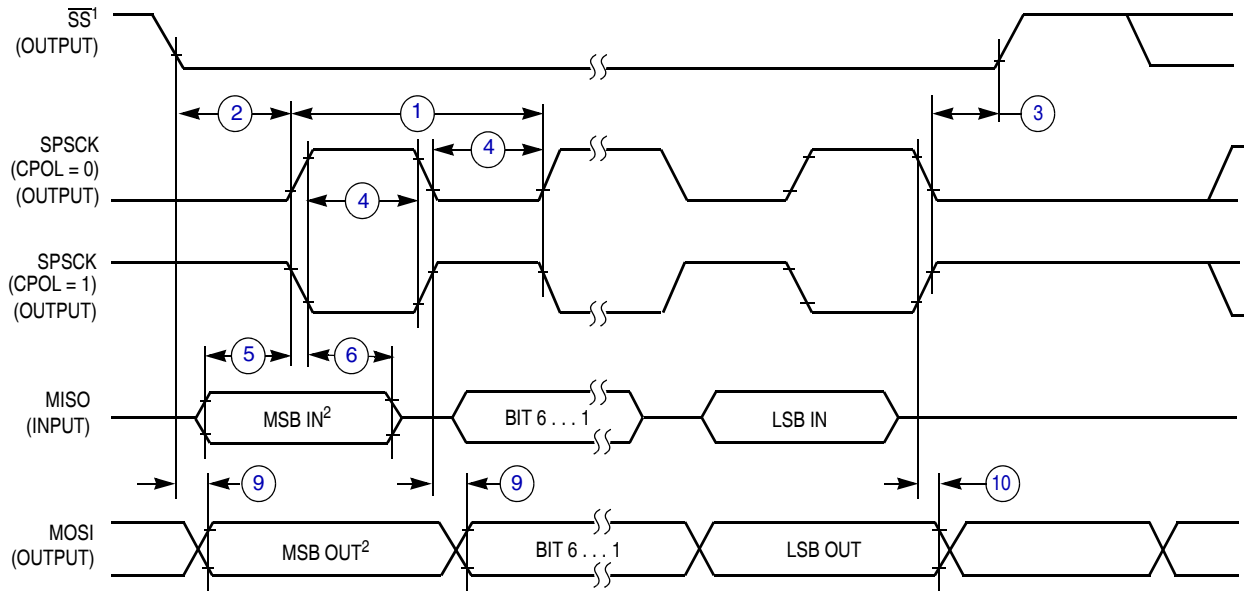 SS¹
(OUTPUT)
2
1
3
SPSCK
(CPOL = 0)
(OUTPUT)
4
4
SPSCK
(CPOL = 1)
(OUTPUT)
5
6
MISO
(INPUT)
MSB IN²
BIT 6 . . . 1
LSB IN
9
9
10
MOSI
(OUTPUT)
MSB OUT²
BIT 6 . . . 1
LSB OUT